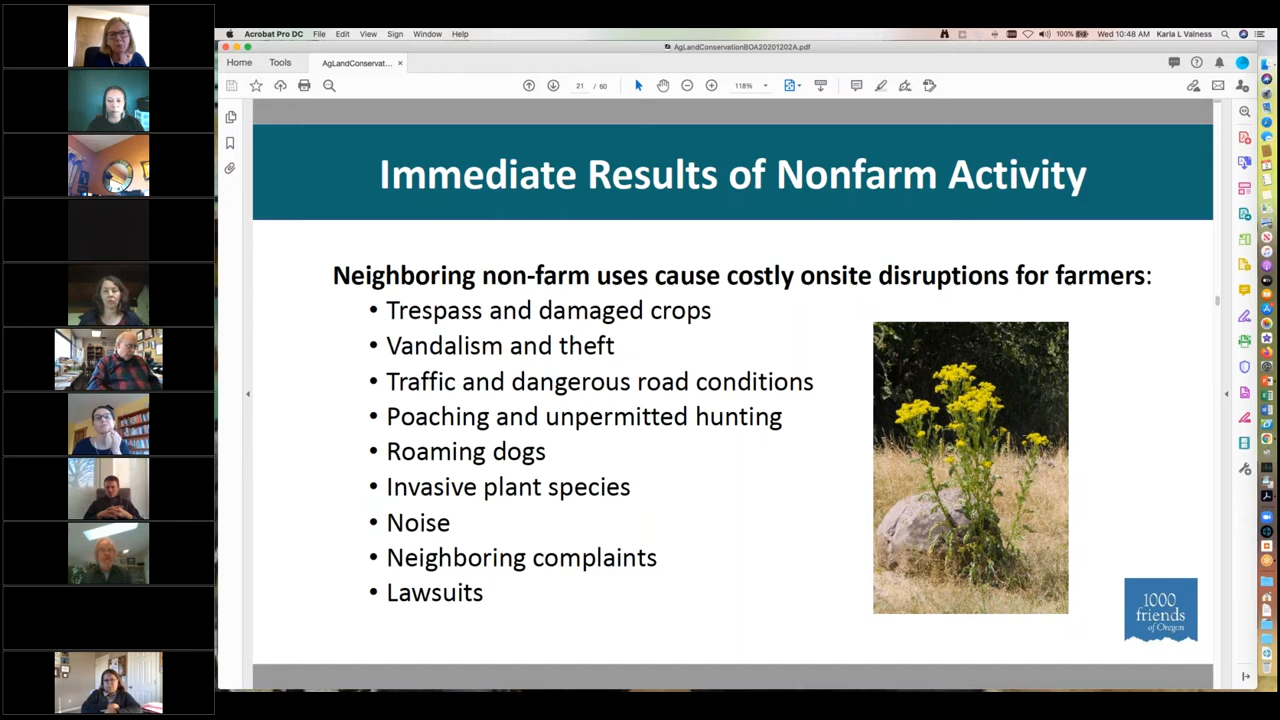 Acrobat Pro DC File Edit View Sign Window Help
100% Wed 10:48 AM Karla L Valness
AgLandConservationBOA20201202A.pdf
Home Tools AgLandConservat... ×
21 / 60 118%
Immediate Results of Nonfarm Activity
Neighboring non-farm uses cause costly onsite disruptions for farmers:
• Trespass and damaged crops
• Vandalism and theft
• Traffic and dangerous road conditions
• Poaching and unpermitted hunting
• Roaming dogs
• Invasive plant species
• Noise
• Neighboring complaints
• Lawsuits
1000
friends
of Oregon